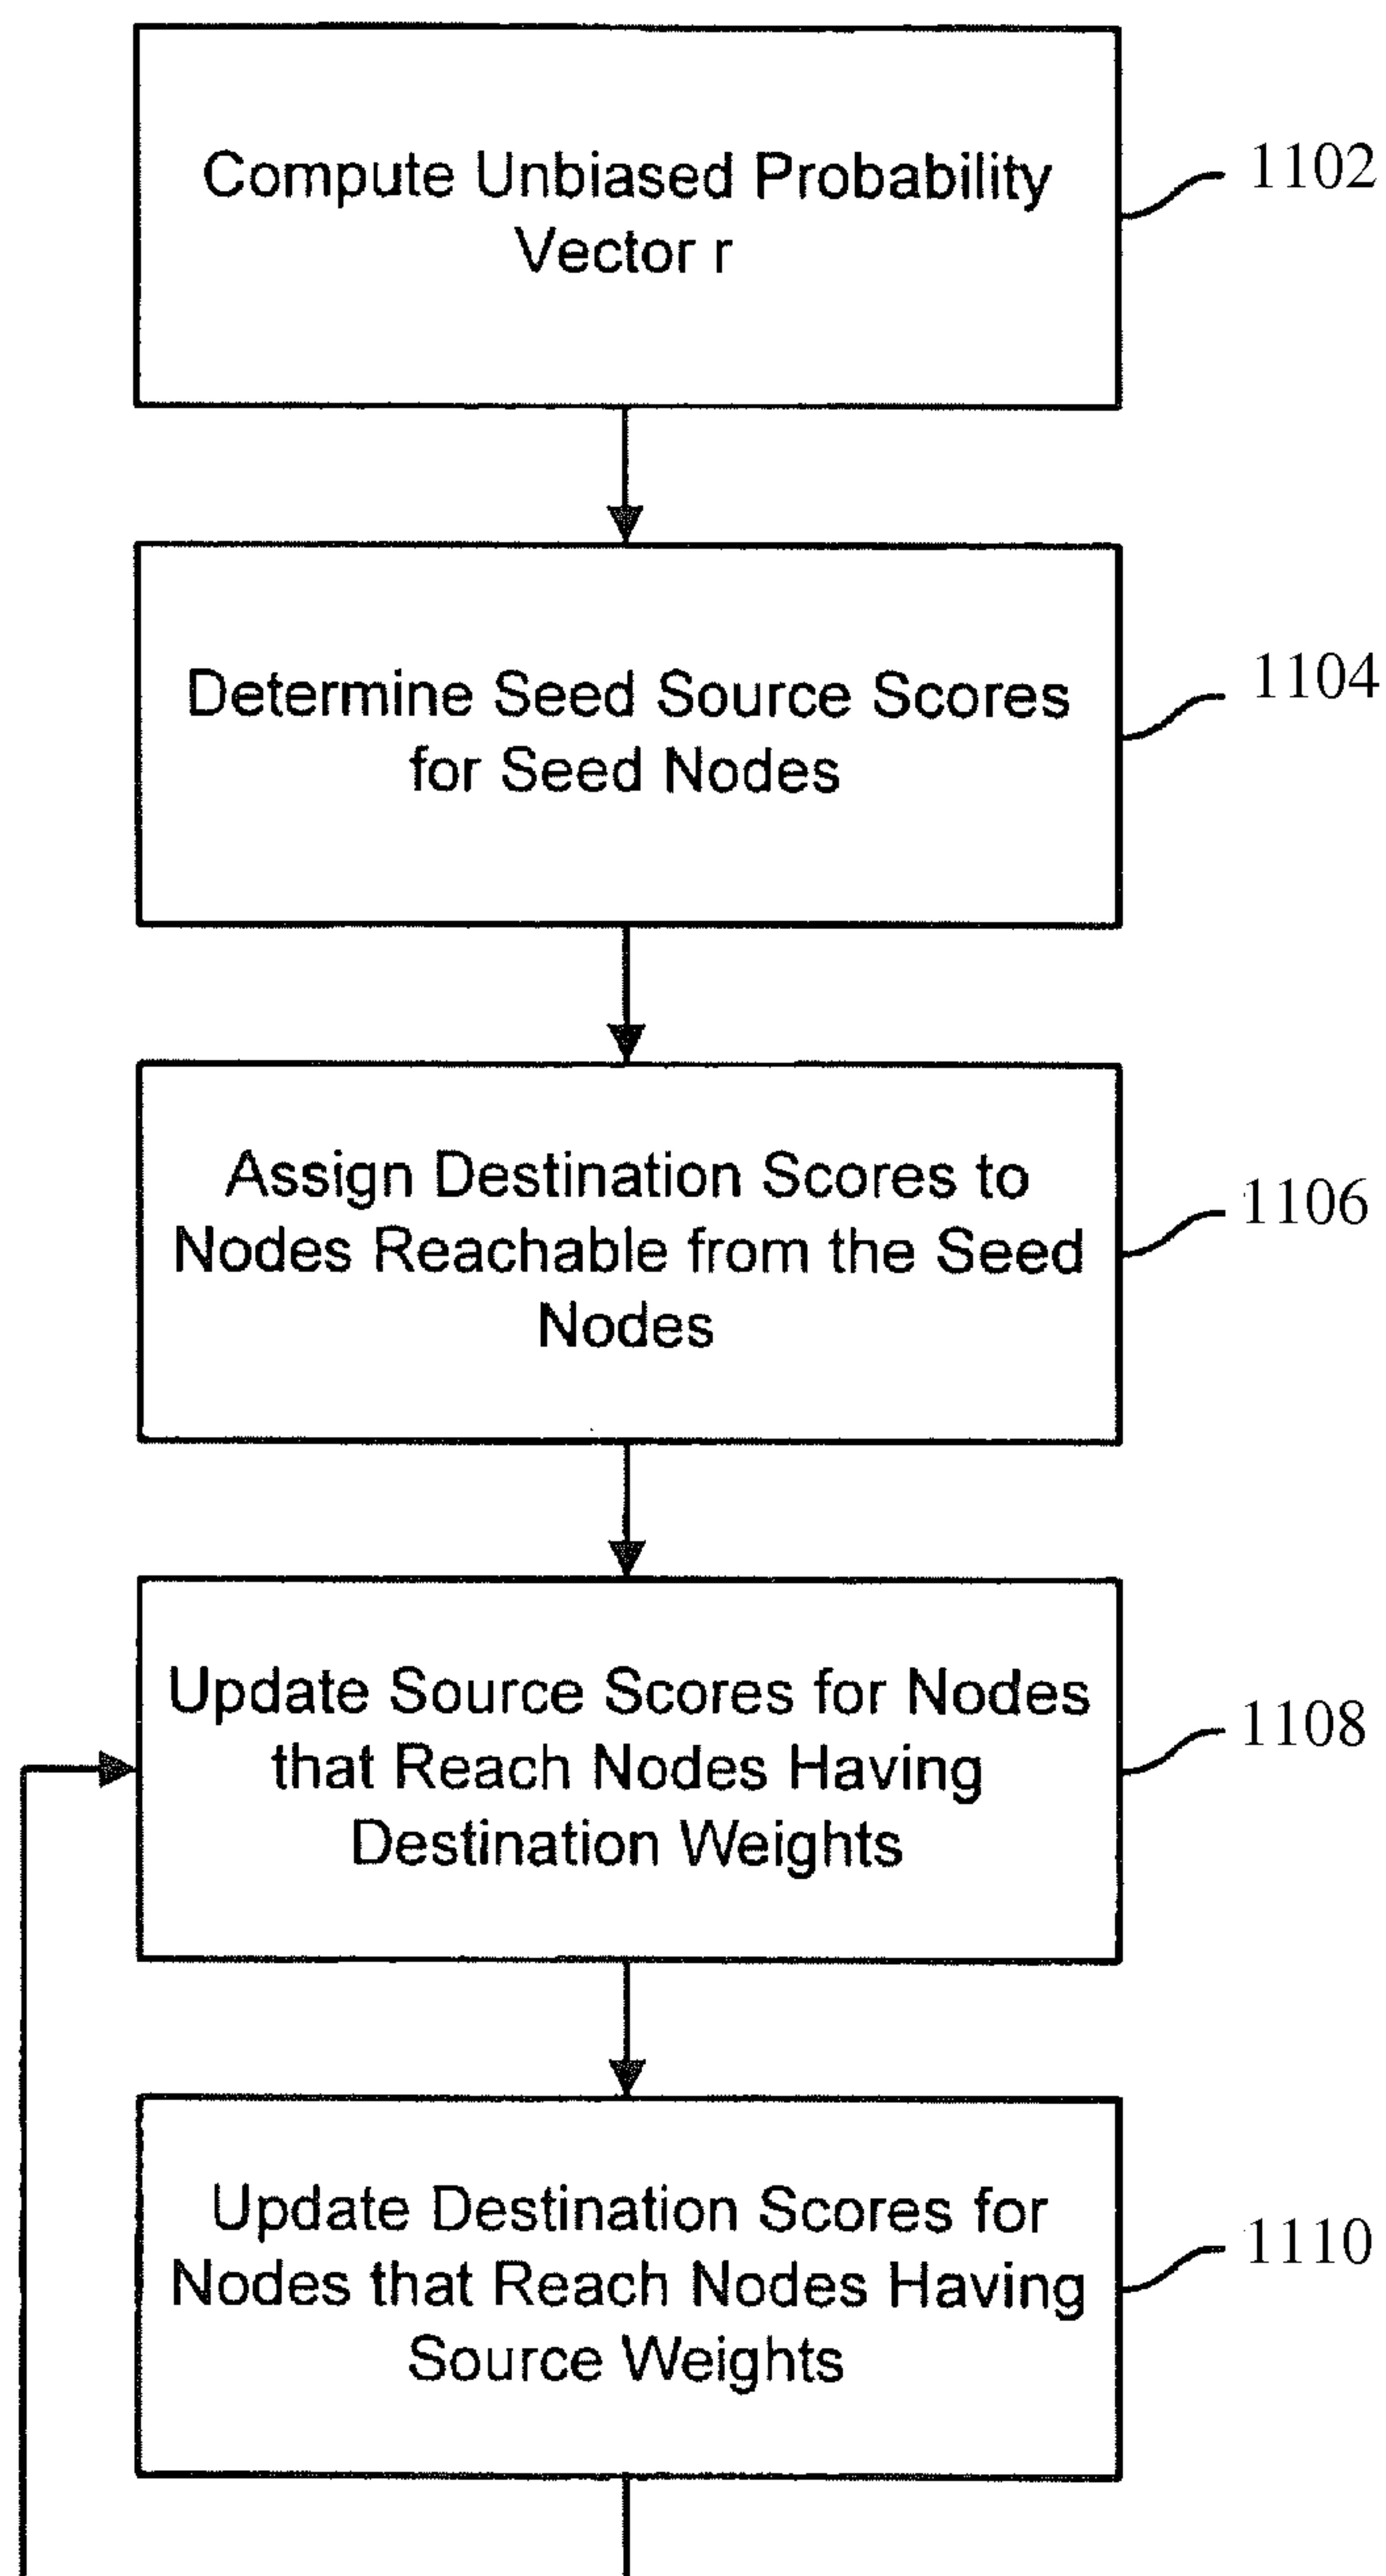 Compute Unbiased Probability
Vector r
1102
Determine Seed Source Scores
for Seed Nodes
1104
Assign Destination Scores to
Nodes Reachable from the Seed
Nodes
1106
Update Source Scores for Nodes
that Reach Nodes Having
Destination Weights
1108
Update Destination Scores for
Nodes that Reach Nodes Having
Source Weights
1110